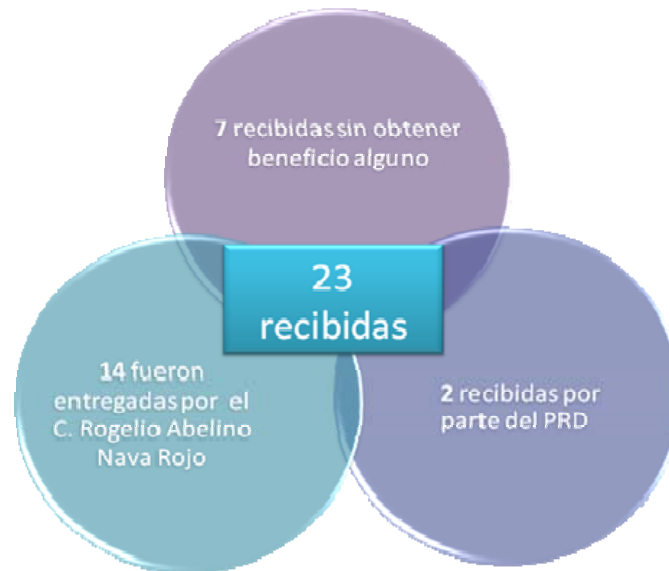 7 recibidas sin obtener
beneficio alguno
23
recibidas
14 fueron
entregadas por el
C. Rogelio Abelino
Nava Rojo
2 recibidas por
parte del PRD